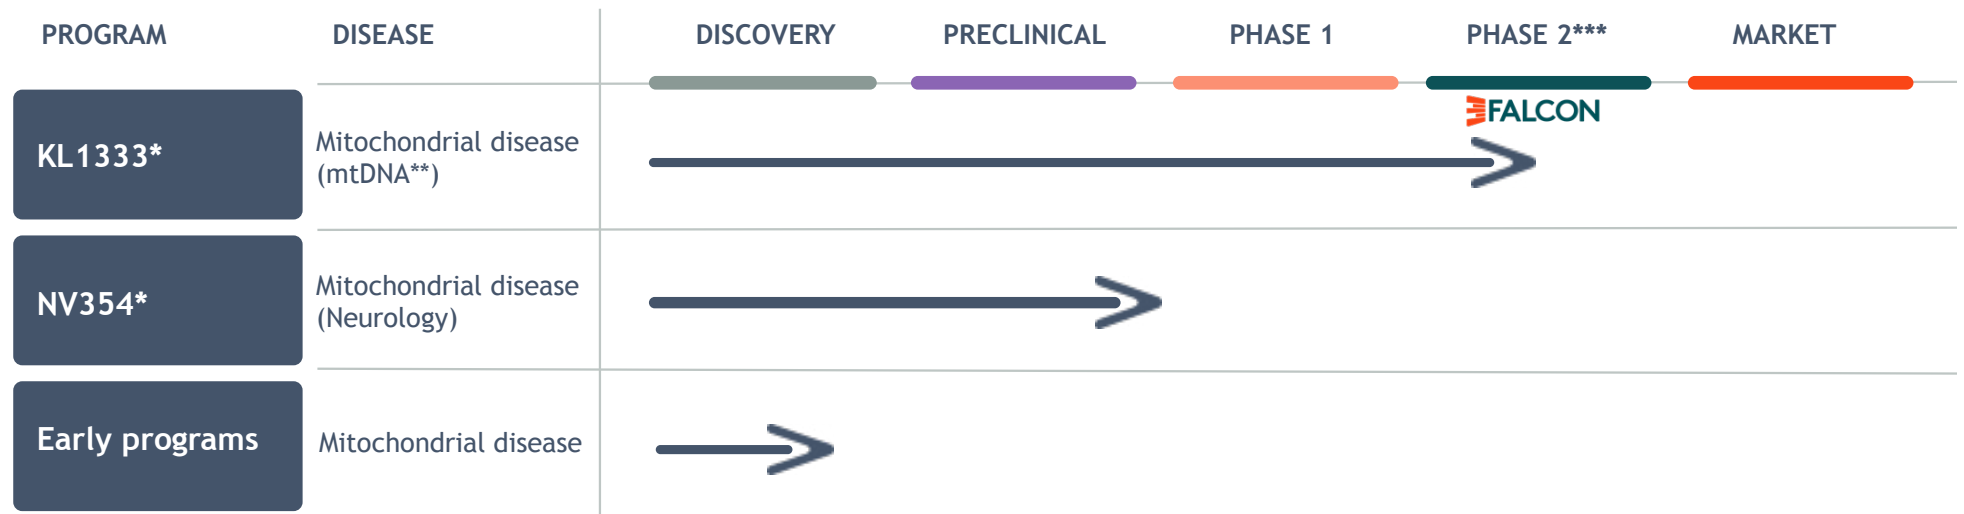 PROGRAM DISEASE DISCOVERY PRECLINICAL PHASE 1 PHASE 2*** MARKET
FALCON
KL1333*
Mitochondrial disease
(mtDNA**)
NV354*
Mitochondrial disease
(Neurology)
Early programs
Mitochondrial disease